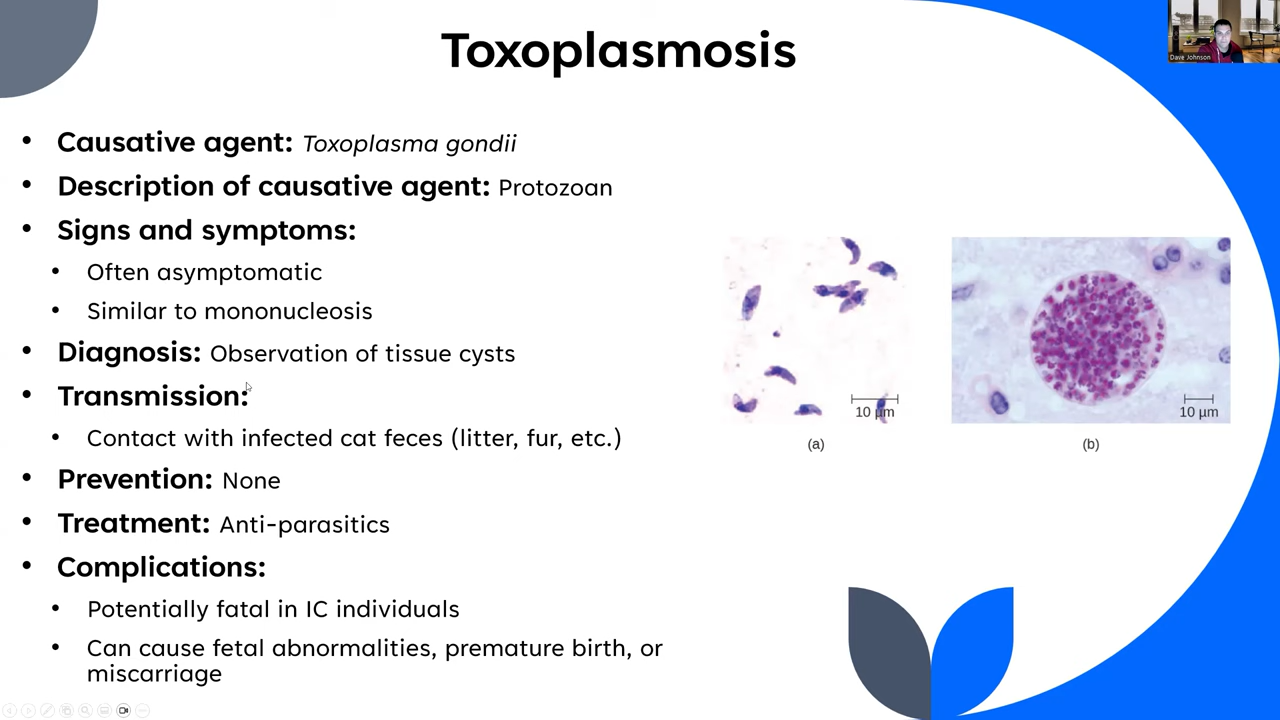 Toxoplasmosis
Dave Johnson
• Causative agent: Toxoplasma gondii
• Description of causative agent: Protozoan
• Signs and symptoms:
• Often asymptomatic
• Similar to mononucleosis
• Diagnosis: Observation of tissue cysts
• Transmission:
• Contact with infected cat feces (litter, fur, etc.)
• Prevention: None
• Treatment: Anti-parasitics
• Complications:
• Potentially fatal in IC individuals
• Can cause fetal abnormalities, premature birth, or
miscarriage
10 µm
10 µm
(a)
(b)